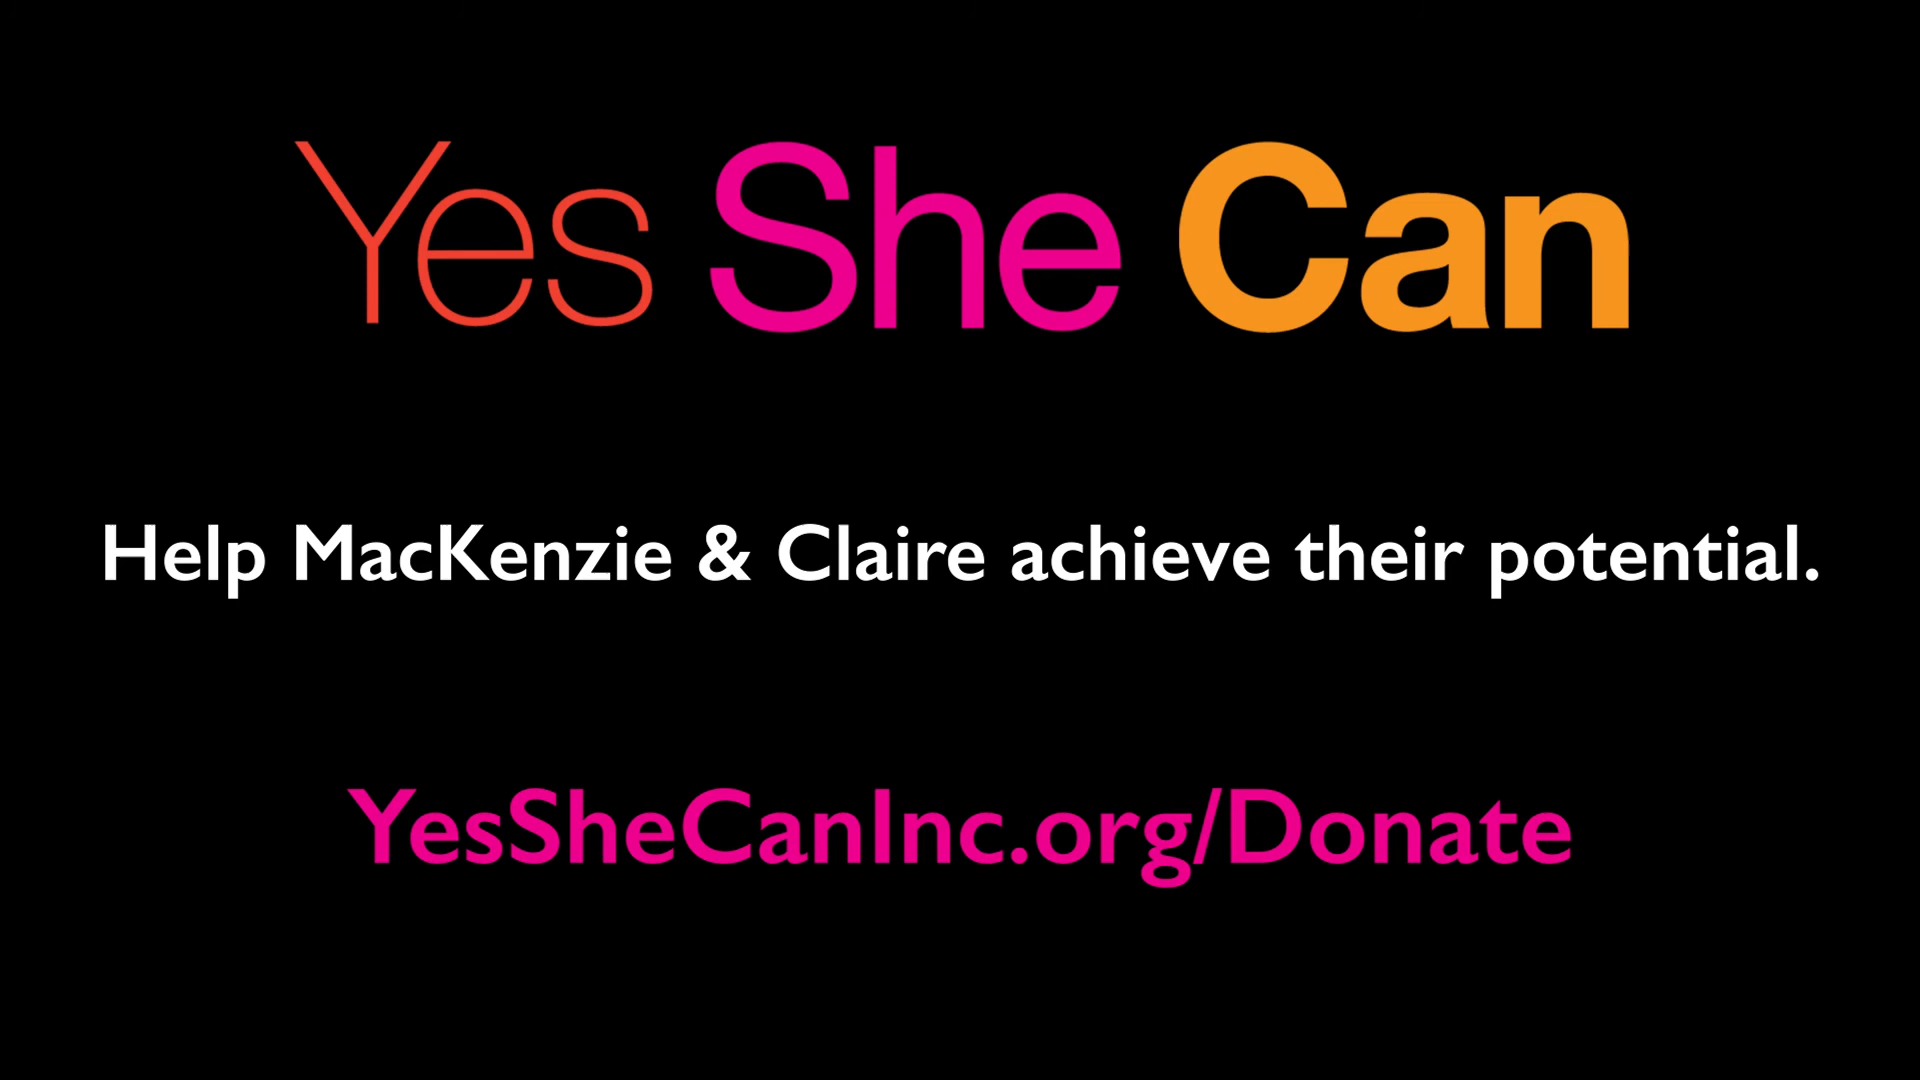 Yes She Can
Help MacKenzie & Claire achieve their potential.
YesSheCanInc.org/Donate